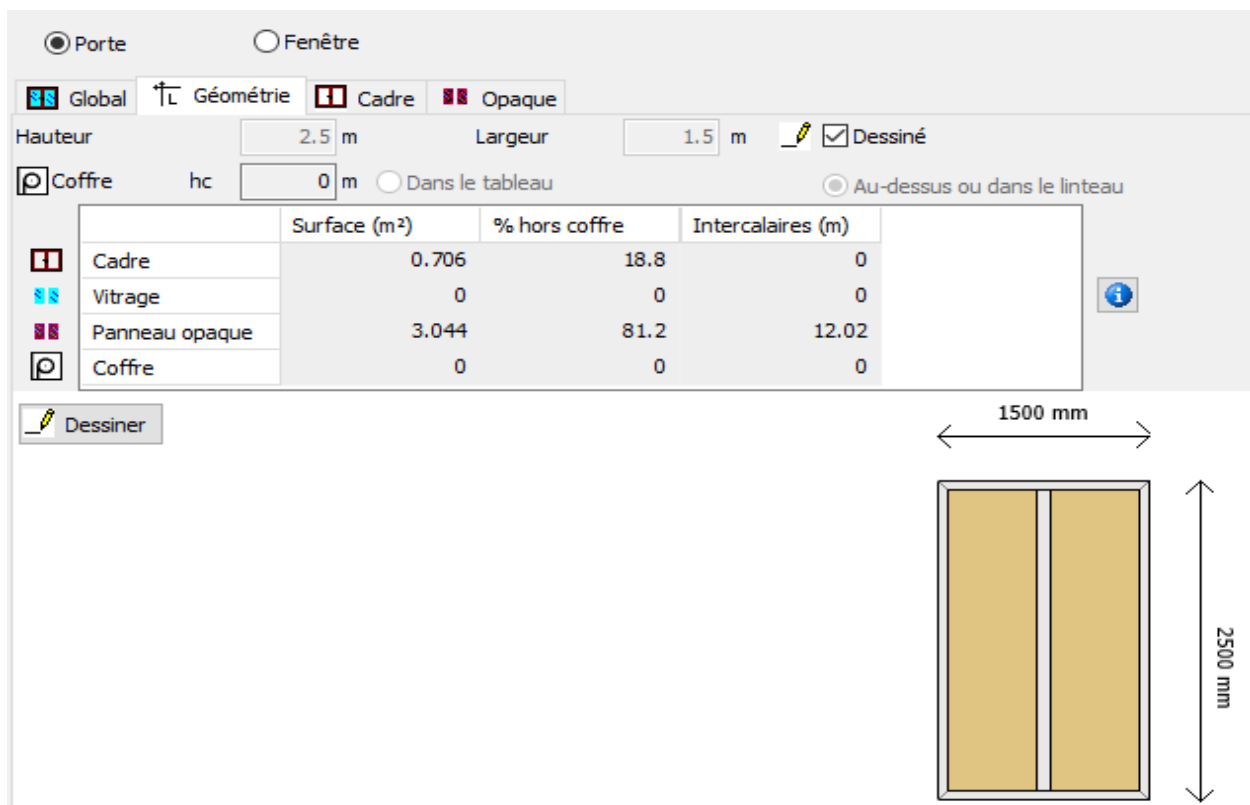 Porte Fenêtre
Global Géométrie Cadre Opaque
Hauteur 2.5 m Largeur 1.5 m Dessiné
Coffre hc 0 m Dans le tableau Au-dessus ou dans le linteau
Surface (m²) % hors coffre Intercalaires (m)
Cadre 0.706 18.8 0
Vitrage 0 0 0
Panneau opaque 3.044 81.2 12.02
Coffre 0 0 0
Dessiner
1500 mm
2500 mm